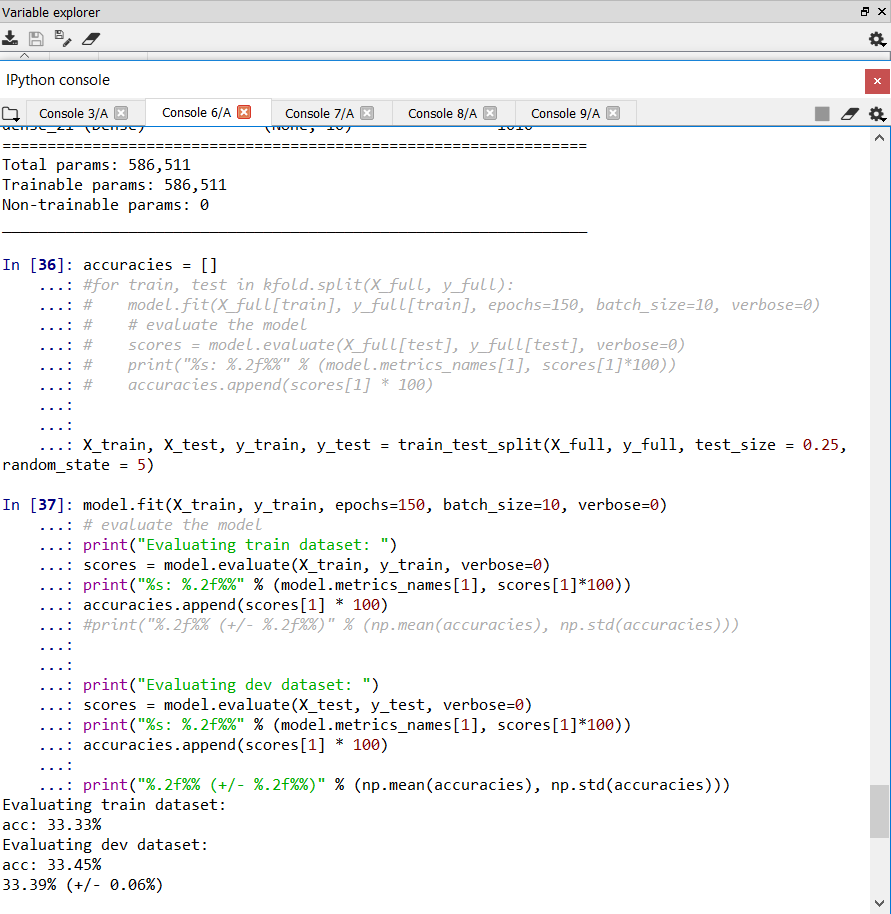 Variable explorer
IPython console
Console 3/A
Console 6/A
Console 7/A
Console 8/A
Console 9/A
dense_21 (Dense) (None, 10) 1010
=================================================================
Total params: 586,511
Trainable params: 586,511
Non-trainable params: 0
_________________________________________________________________
In [36]: accuracies = []
...: #for train, test in kfold.split(X_full, y_full):
...: #    model.fit(X_full[train], y_full[train], epochs=150, batch_size=10, verbose=0)
...: #    # evaluate the model
...: #    scores = model.evaluate(X_full[test], y_full[test], verbose=0)
...: #    print("%s: %.2f%%" % (model.metrics_names[1], scores[1]*100))
...: #    accuracies.append(scores[1] * 100)
...:
...:
...: X_train, X_test, y_train, y_test = train_test_split(X_full, y_full, test_size = 0.25,
random_state = 5)
In [37]: model.fit(X_train, y_train, epochs=150, batch_size=10, verbose=0)
...: # evaluate the model
...: print("Evaluating train dataset: ")
...: scores = model.evaluate(X_train, y_train, verbose=0)
...: print("%s: %.2f%%" % (model.metrics_names[1], scores[1]*100))
...: accuracies.append(scores[1] * 100)
...: #print("%.2f%% (+/- %.2f%%)" % (np.mean(accuracies), np.std(accuracies)))
...:
...:
...: print("Evaluating dev dataset: ")
...: scores = model.evaluate(X_test, y_test, verbose=0)
...: print("%s: %.2f%%" % (model.metrics_names[1], scores[1]*100))
...: accuracies.append(scores[1] * 100)
...:
...: print("%.2f%% (+/- %.2f%%)" % (np.mean(accuracies), np.std(accuracies)))
Evaluating train dataset:
acc: 33.33%
Evaluating dev dataset:
acc: 33.45%
33.39% (+/- 0.06%)